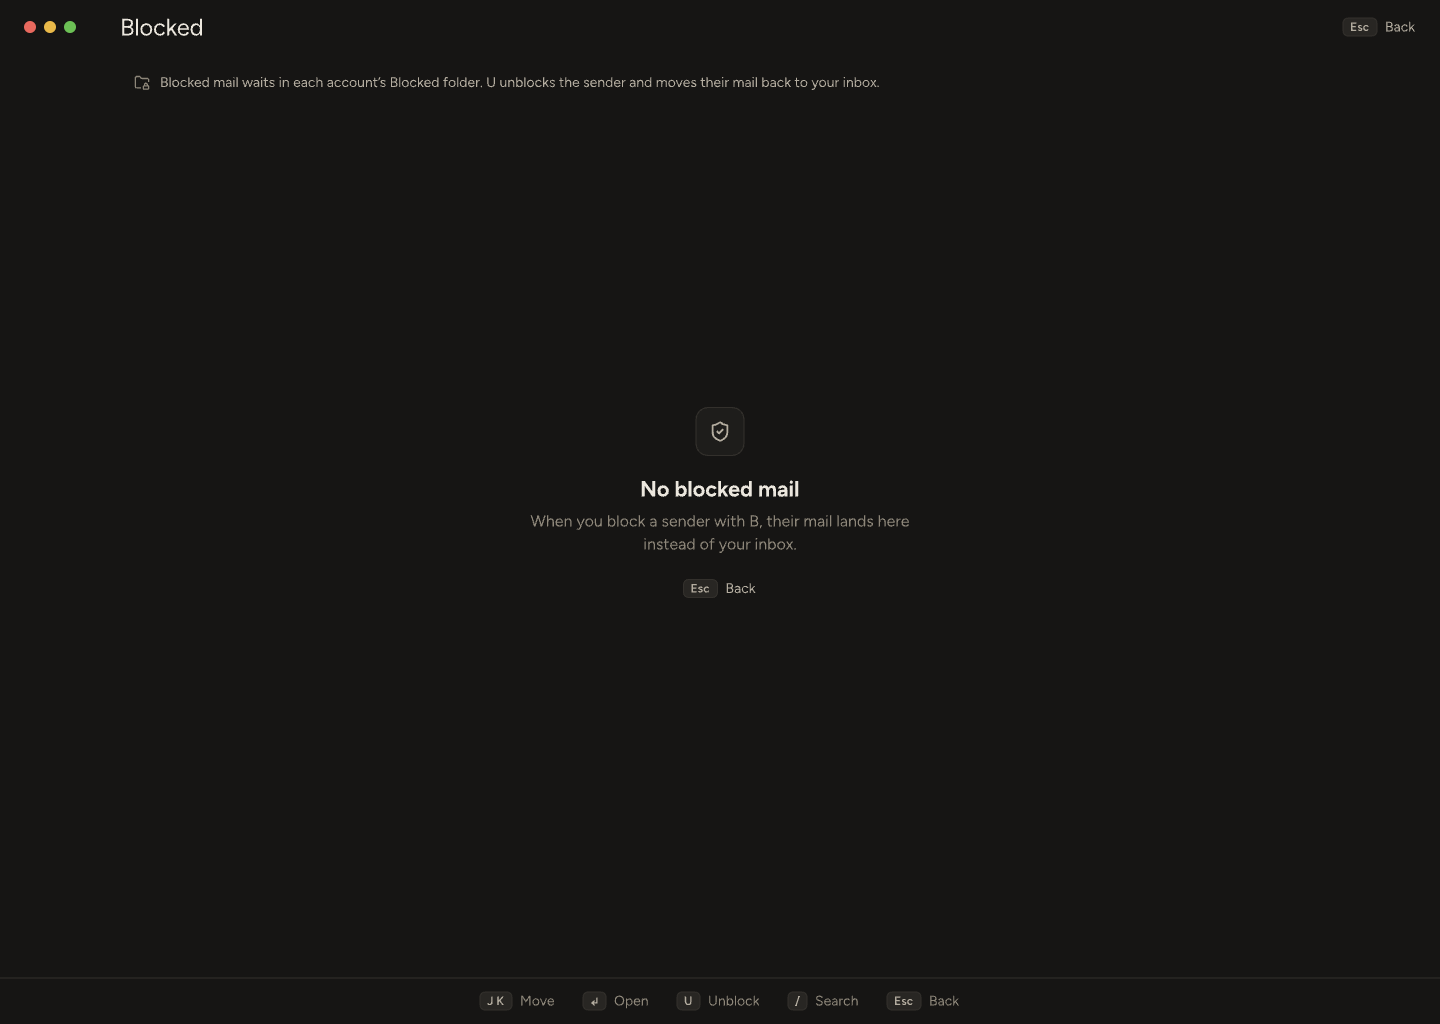 Blocked
Esc Back
Blocked mail waits in each account’s Blocked folder. U unblocks the sender and moves their mail back to your inbox.
No blocked mail
When you block a sender with B, their mail lands here
instead of your inbox.
Esc Back
J K Move ↲ Open U Unblock / Search Esc Back